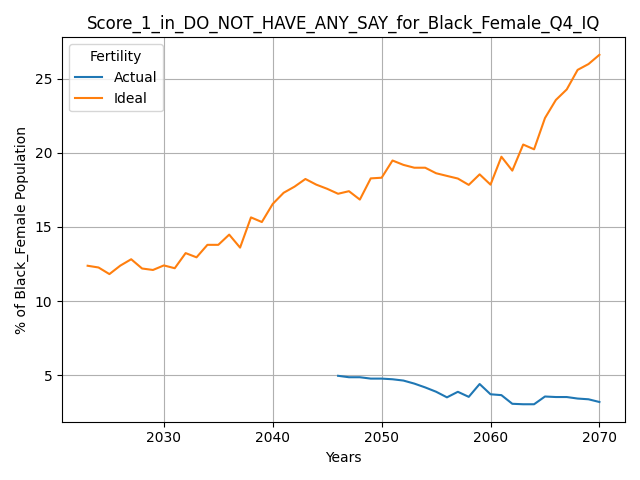 Score_1_in_DO_NOT_HAVE_ANY_SAY_for_Black_Female_Q4_IQ
Fertility
Actual
Ideal
% of Black_Female Population
25
20
15
10
5
2030
2040
2050
2060
2070
Years